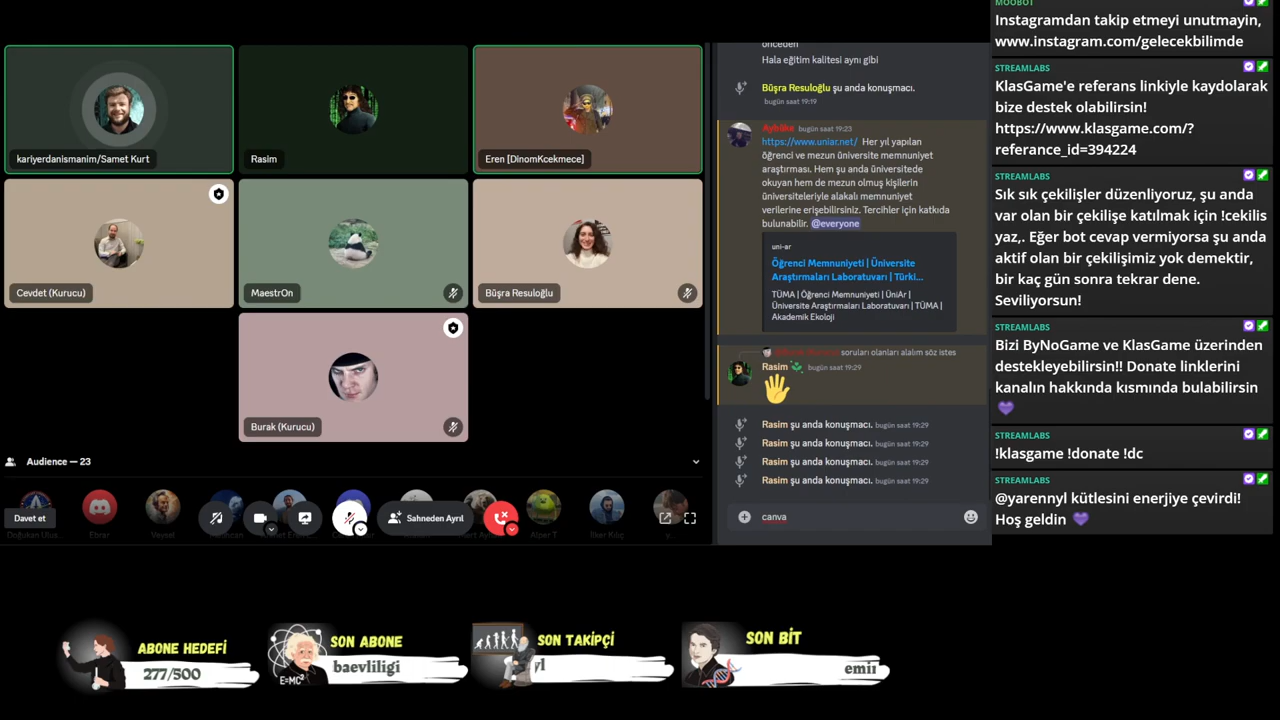 kariyerdanismanim/Samet Kurt
Rasim
Eren [DinomKcekmece]
Cevdet (Kurucu)
MaestrOn
Büşra Resuloğlu
Burak (Kurucu)
Audience — 23
Davet et
Ebrar
Veysel
Alper T
İlker Kılıç
Sahneden Ayrıl
önceden
Hala eğitim kalitesi aynı gibi
Büşra Resuloğlu şu anda konuşmacı.
bugün saat 19:19
Aybüke bugün saat 19:23
https://www.uniar.net/ Her yıl yapılan
öğrenci ve mezun üniversite memnuniyet
araştırması. Hem şu anda üniversitede
okuyan hem de mezun olmuş kişilerin
üniversiteleriyle alakalı memnuniyet
verilerine erişebilirsiniz. Tercihler için katkıda
bulunabilir. @everyone
uni-ar
Öğrenci Memnuniyeti | Üniversite
Araştırmaları Laboratuvarı | Türki...
TÜMA | Öğrenci Memnuniyeti | ÜniAr |
Üniversite Araştırmaları Laboratuvarı | TÜMA |
Akademik Ekoloji
soruları olanları alalım söz istes
Rasim bugün saat 19:29
Rasim şu anda konuşmacı. bugün saat 19:29
Rasim şu anda konuşmacı. bugün saat 19:29
Rasim şu anda konuşmacı. bugün saat 19:29
Rasim şu anda konuşmacı. bugün saat 19:29
canva
MOOBOT
Instagramdan takip etmeyi unutmayin,
www.instagram.com/gelecekbilimde
STREAMLABS
KlasGame'e referans linkiyle kaydolarak
bize destek olabilirsin!
https://www.klasgame.com/?
referance_id=394224
STREAMLABS
Sık sık çekilişler düzenliyoruz, şu anda
var olan bir çekilişe katılmak için !cekilis
yaz,. Eğer bot cevap vermiyorsa şu anda
aktif olan bir çekilişimiz yok demektir,
bir kaç gün sonra tekrar dene.
Seviliyorsun!
STREAMLABS
Bizi ByNoGame ve KlasGame üzerinden
destekleyebilirsin!! Donate linklerini
kanalın hakkında kısmında bulabilirsin
STREAMLABS
!klasgame !donate !dc
STREAMLABS
@yarennyl kütlesini enerjiye çevirdi!
Hoş geldin
ABONE HEDEFİ
277/500
E=MC²
SON ABONE
baevliligi
SON TAKİPÇİ
yl
SON BİT
emir